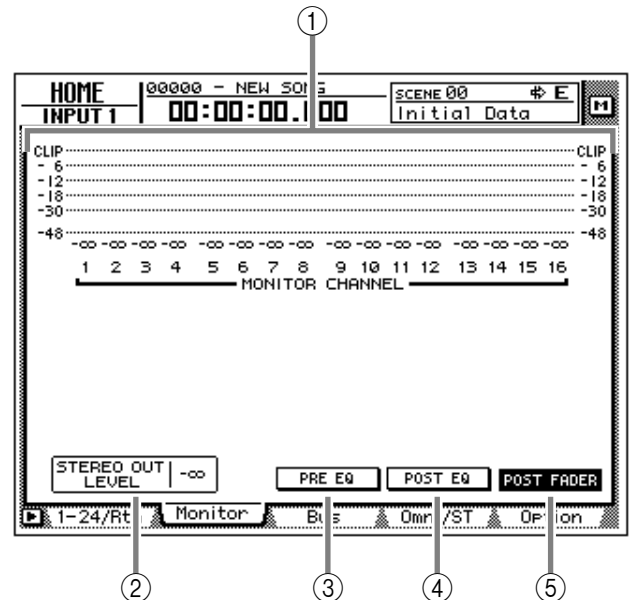 ①
HOME
INPUT 1
00000 - NEW SONG
00:00:00.000
SCENE 00 E
Initial Data
M
CLIP CLIP
- 6 - 6
-12 -12
-18 -18
-30 -30
-48 -48
-∞ -∞ -∞ -∞ -∞ -∞ -∞ -∞ -∞ -∞ -∞ -∞ -∞ -∞ -∞ -∞
1 2 3 4 5 6 7 8 9 10 11 12 13 14 15 16
MONITOR CHANNEL
STEREO OUT LEVEL -∞
PRE EQ POST EQ POST FADER
1-24/Rtn Monitor Bus Omni/ST Option
② ③ ④ ⑤